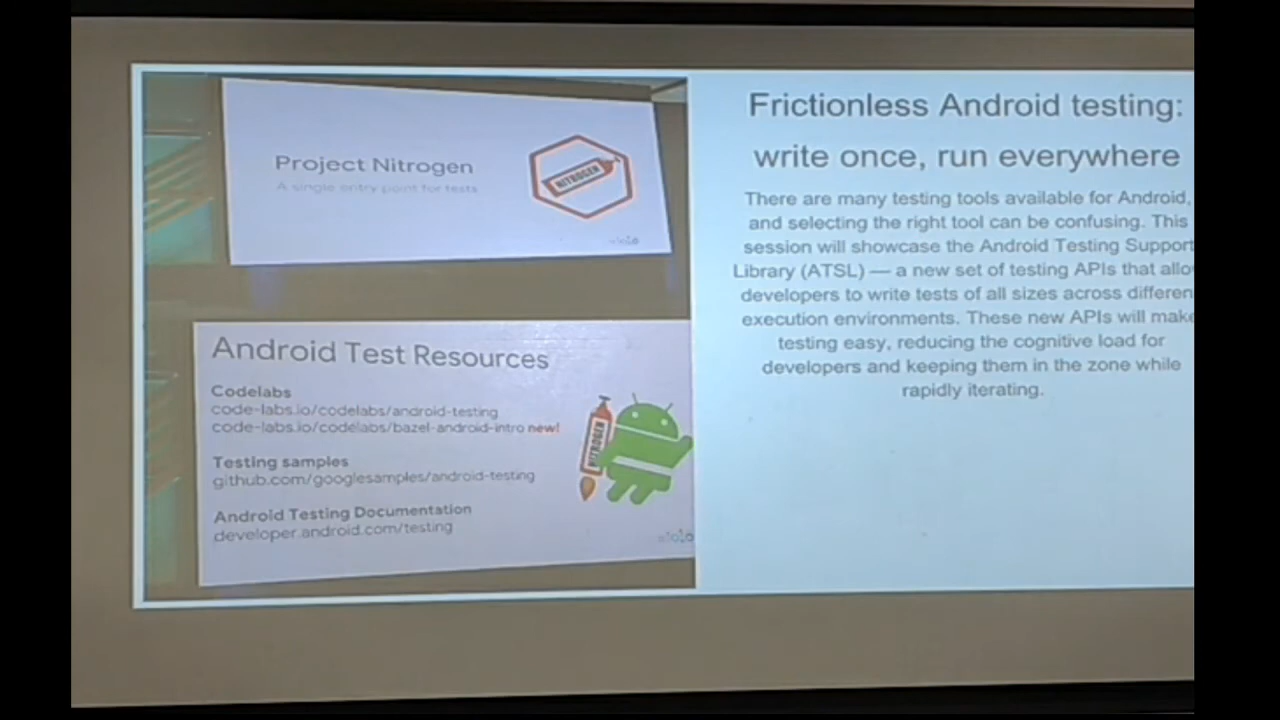 Project Nitrogen
A single entry point for tests
NITROGEN
Android Test Resources
Codelabs
code-labs.io/codelabs/android-testing
code-labs.io/codelabs/bazel-android-intro new!
Testing samples
github.com/googlesamples/android-testing
Android Testing Documentation
developer.android.com/testing
NITROGEN
Frictionless Android testing:
write once, run everywhere
There are many testing tools available for Android,
and selecting the right tool can be confusing. This
session will showcase the Android Testing Support
Library (ATSL) — a new set of testing APIs that allo
developers to write tests of all sizes across differen
execution environments. These new APIs will make
testing easy, reducing the cognitive load for
developers and keeping them in the zone while
rapidly iterating.